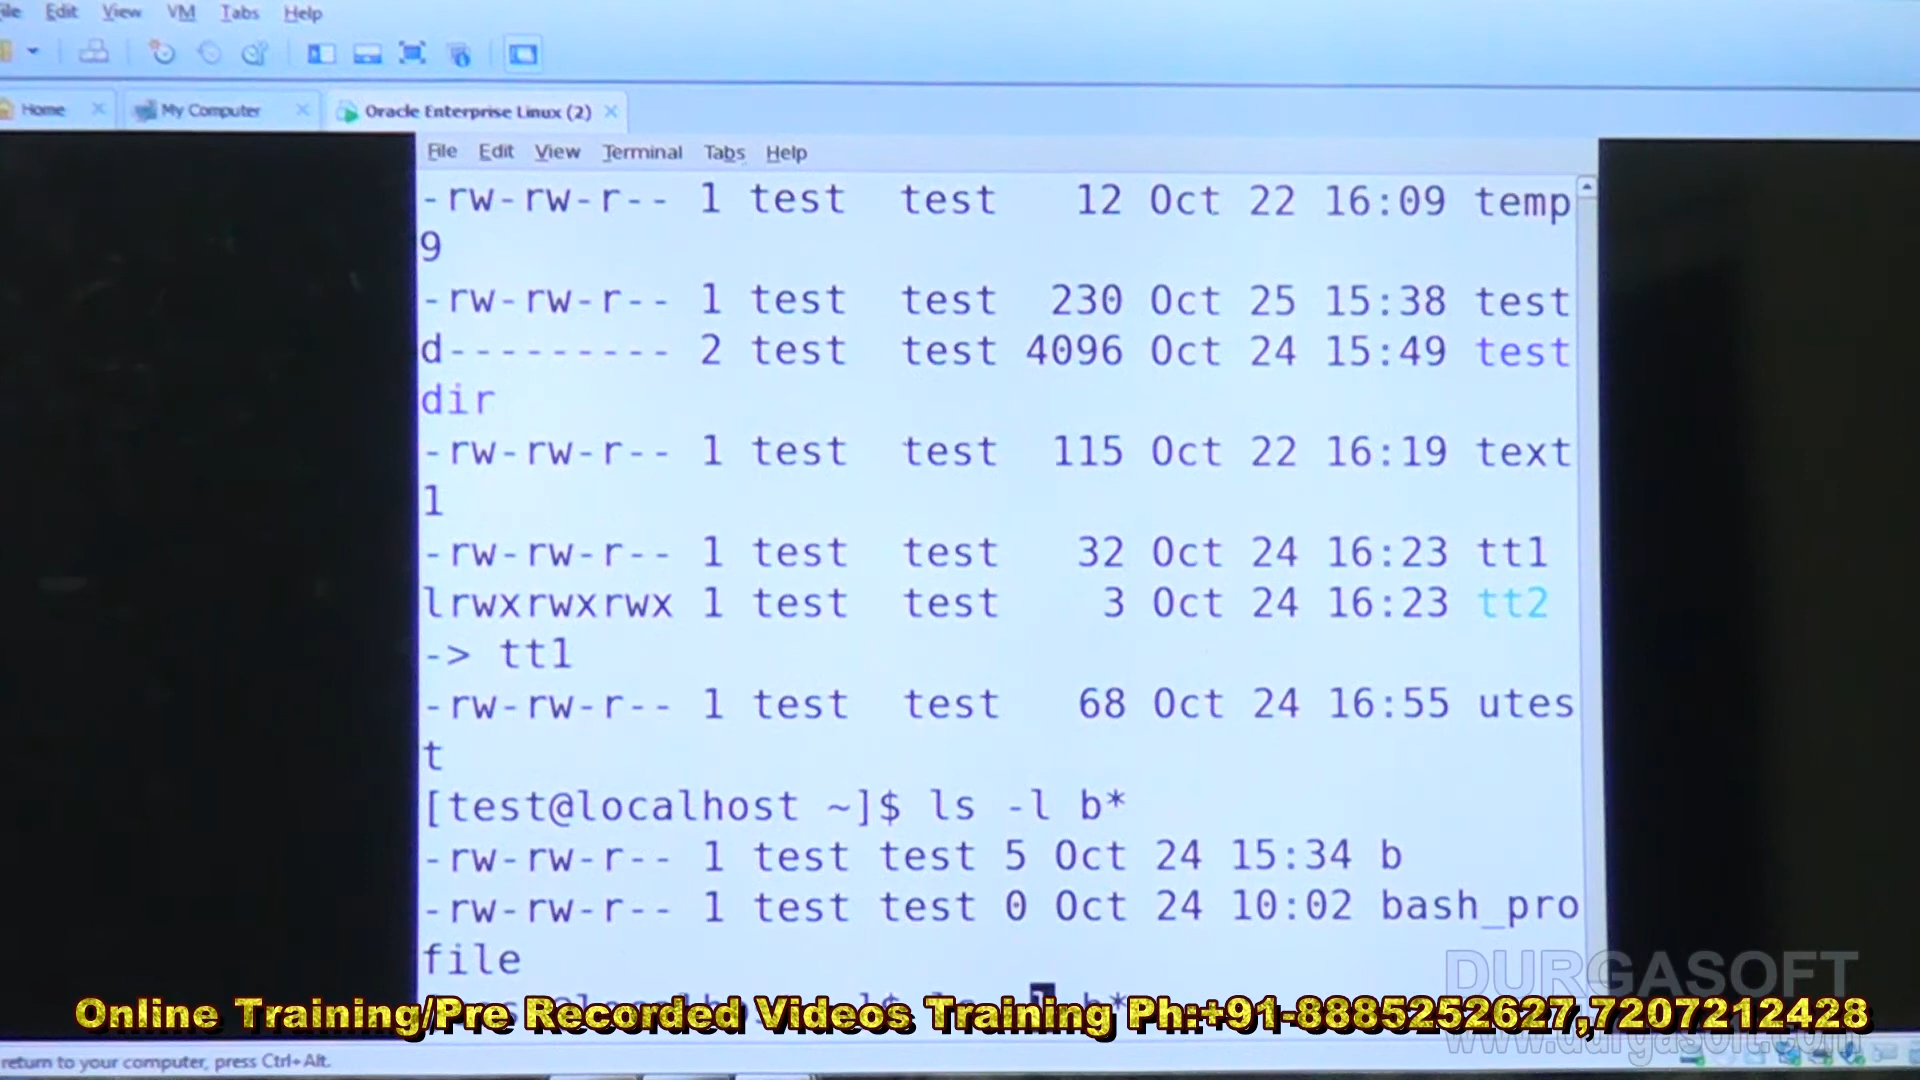 File Edit View VM Tabs Help
Home My Computer Oracle Enterprise Linux (2)
File Edit View Terminal Tabs Help
-rw-rw-r-- 1 test test 12 Oct 22 16:09 temp
9
-rw-rw-r-- 1 test test 230 Oct 25 15:38 test
d--------- 2 test test 4096 Oct 24 15:49 test
dir
-rw-rw-r-- 1 test test 115 Oct 22 16:19 text
1
-rw-rw-r-- 1 test test 32 Oct 24 16:23 tt1
lrwxrwxrwx 1 test test 3 Oct 24 16:23 tt2
-> tt1
-rw-rw-r-- 1 test test 68 Oct 24 16:55 utes
t
[test@localhost ~]$ ls -l b*
-rw-rw-r-- 1 test test 5 Oct 24 15:34 b
-rw-rw-r-- 1 test test 0 Oct 24 10:02 bash_pro
file
DURGASOFT
ls -l b*
Online Training/Pre Recorded Videos Training Ph:+91-8885252627,7207212428
www.durgasoft.com
return to your computer, press Ctrl+Alt.